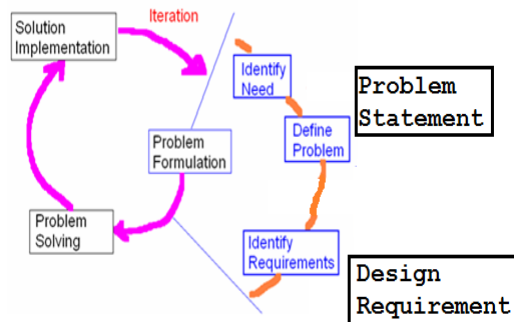 Solution
Implementation
Iteration
Identify
Need
Problem
Statement
Define
Problem
Problem
Formulation
Problem
Solving
Identify
Requirements
Design
Requirement